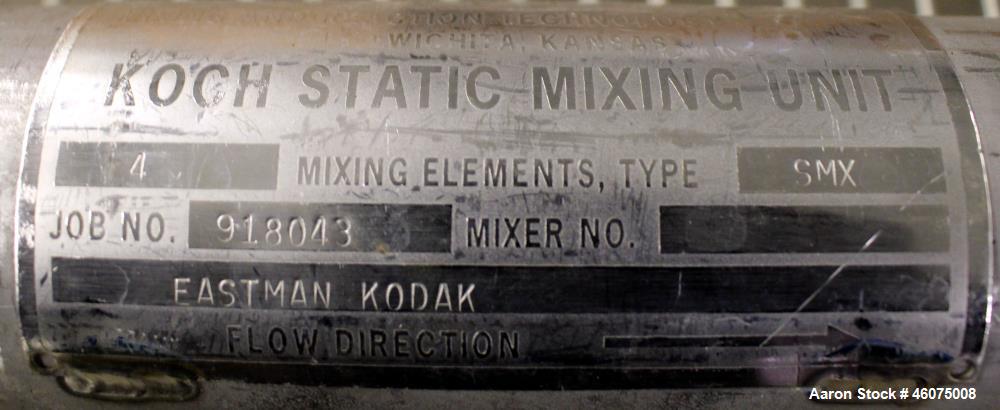 TECHNOLOGY
WICHITA, KANSAS
KOCH STATIC MIXING UNIT
4 MIXING ELEMENTS, TYPE SMX
JOB NO. 918043 MIXER NO.
EASTMAN KODAK
FLOW DIRECTION
Aaron Stock # 46075008